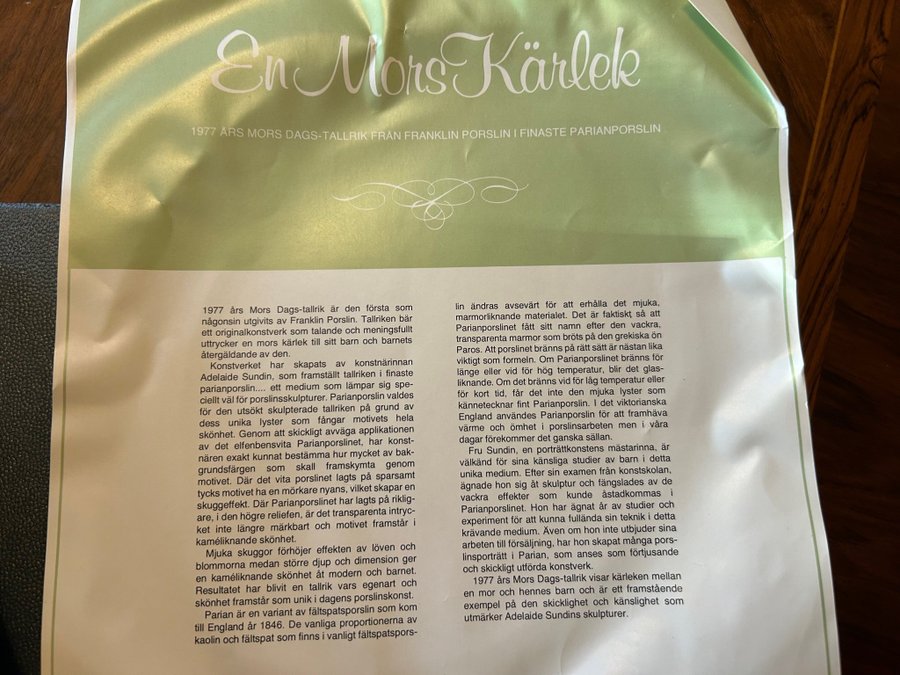 En Mors Kärlek
1977 ÅRS MORS DAGS-TALLRIK FRÅN FRANKLIN PORSLIN I FINASTE PARIANPORSLIN
1977 års Mors Dags-tallrik är den första som
någonsin utgivits av Franklin Porslin. Tallriken bär
ett originalkonstverk som talande och meningsfullt
uttrycker en mors kärlek till sitt barn och barnets
återgäldande av den.
Konstverket har skapats av konstnärinnan
Adelaide Sundin, som framställt tallriken i finaste
parianporslin.... ett medium som lämpar sig spe-
ciellt väl för porslinsskulpturer. Parianporslin valdes
för den utsökt skulpterade tallriken på grund av
dess unika lyster som fångar motivets hela
skönhet. Genom att skickligt avväga applikationen
av det elfenbensvita Parianporslinet, har konst-
nären exakt kunnat bestämma hur mycket av bak-
grundsfärgen som skall framskymta genom
motivet. Där det vita porslinet lagts på sparsamt
tycks motivet ha en mörkare nyans, vilket skapar en
skuggeffekt. Där Parianporslinet har lagts på riklig-
are, i den högre reliefen, är det transparenta intryc-
ket inte längre märkbart och motivet framstår i
kaméliknande skönhet.
Mjuka skuggor förhöjer effekten av löven och
blommorna medan större djup och dimension ger
en kaméliknande skönhet åt modern och barnet.
Resultatet har blivit en tallrik vars egenart och
skönhet framstår som unik i dagens porslinskonst.
Parian är en variant av fältspatsporslin som kom
till England år 1846. De vanliga proportionerna av
kaolin och fältspat som finns i vanligt fältspatspors-
lin ändras avsevärt för att erhålla det mjuka,
marmorliknande materialet. Det är faktiskt så att
Parianporslinet fått sitt namn efter den vackra,
transparenta marmor som bröts på den grekiska ön
Paros. Att porslinet bränns på rätt sätt är nästan lika
viktigt som formeln. Om Parianporslinet bränns för
länge eller vid för hög temperatur, blir det glas-
liknande. Om det bränns vid för låg temperatur eller
för kort tid, får det inte den mjuka lyster som
kännetecknar fint Parianporslin. I det viktorianska
England användes Parianporslin för att framhäva
värme och ömhet i porslinsarbeten men i våra
dagar förekommer det ganska sällan.
Fru Sundin, en porträttkonstens mästarinna, är
välkänd för sina känsliga studier av barn i detta
unika medium. Efter sin examen från konstskolan,
ägnade hon sig åt skulptur och fängslades av de
vackra effekter som kunde åstadkommas i
Parianporslinet. Hon har ägnat år av studier och
experiment för att kunna fullända sin teknik i detta
krävande medium. Även om hon inte utbjuder sina
arbeten till försäljning, har hon skapat många pors-
linsporträtt i Parian, som anses som förtjusande
och skickligt utförda konstverk.
1977 års Mors Dags-tallrik visar kärleken mellan
en mor och hennes barn och är ett framstående
exempel på den skicklighet och känslighet som
utmärker Adelaide Sundins skulpturer.